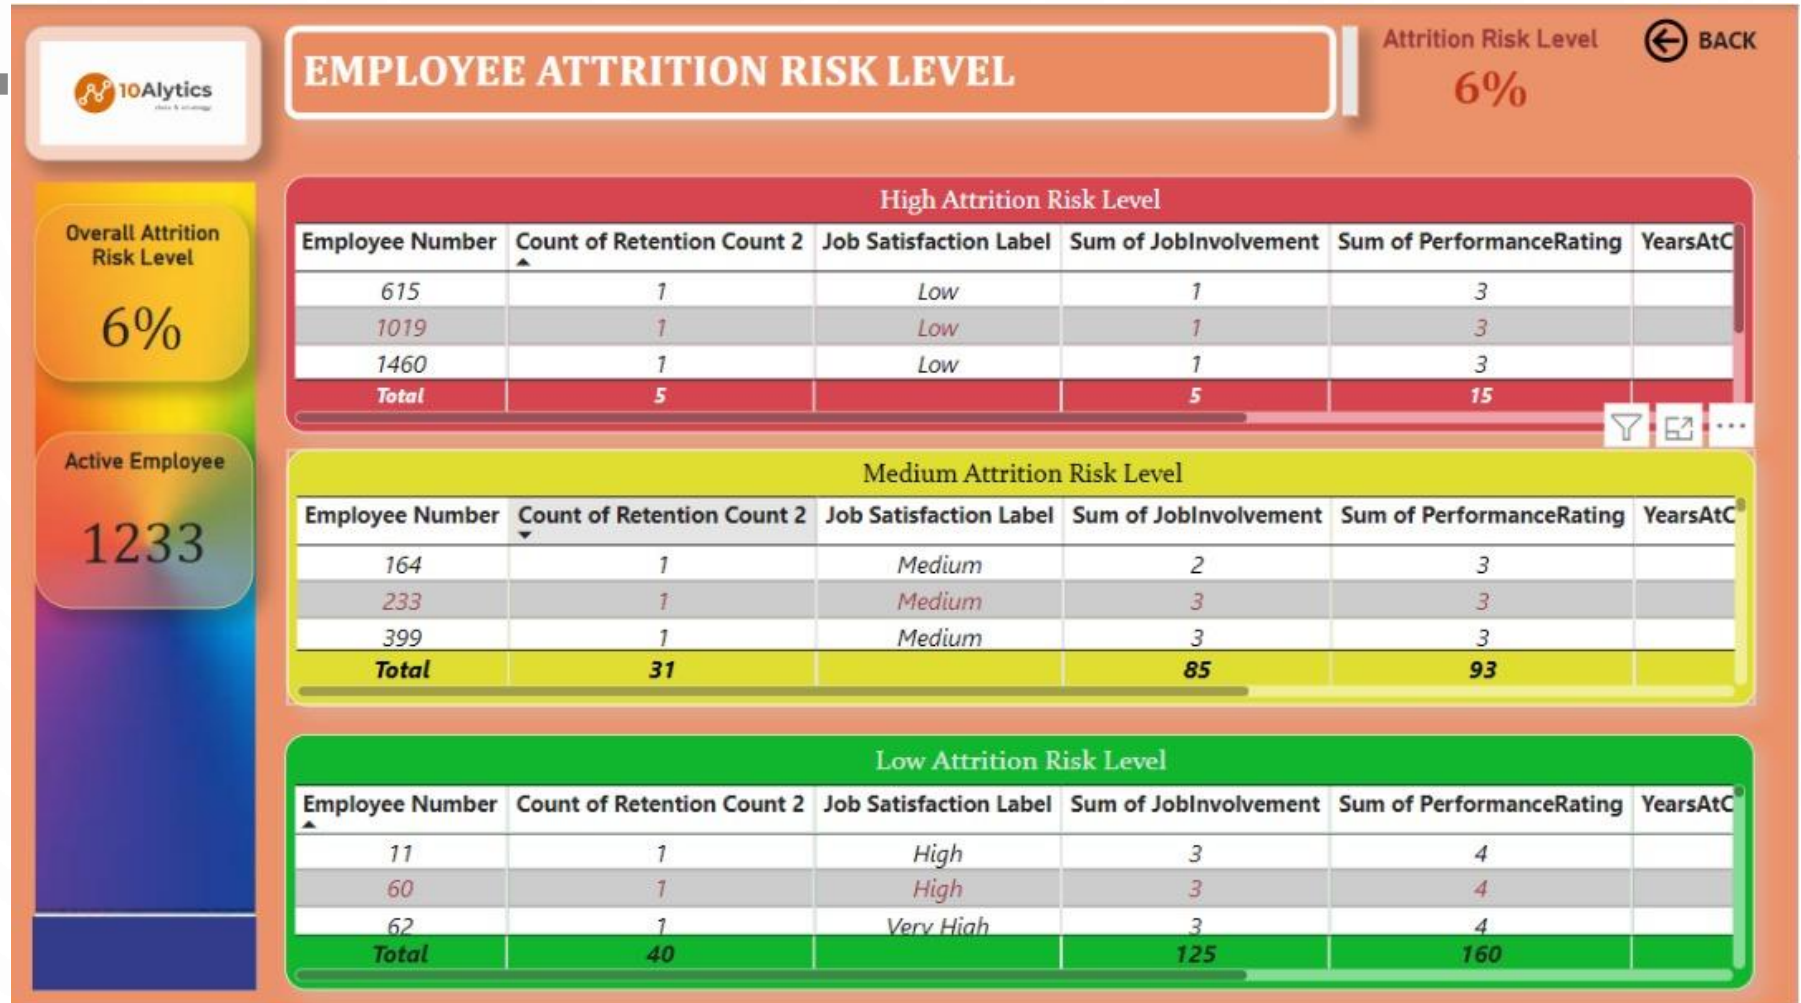 10Alytics
EMPLOYEE ATTRITION RISK LEVEL
Attrition Risk Level
6%
BACK
Overall Attrition
Risk Level
6%
Active Employee
1233
High Attrition Risk Level
Employee Number Count of Retention Count 2 Job Satisfaction Label Sum of JobInvolvement Sum of PerformanceRating YearsAtC
615 1 Low 1 3
1019 1 Low 1 3
1460 1 Low 1 3
Total 5 5 15
Medium Attrition Risk Level
Employee Number Count of Retention Count 2 Job Satisfaction Label Sum of JobInvolvement Sum of PerformanceRating YearsAtC
164 1 Medium 2 3
233 1 Medium 3 3
399 1 Medium 3 3
Total 31 85 93
Low Attrition Risk Level
Employee Number Count of Retention Count 2 Job Satisfaction Label Sum of JobInvolvement Sum of PerformanceRating YearsAtC
11 1 High 3 4
60 1 High 3 4
62 1 Very High 3 4
Total 40 125 160